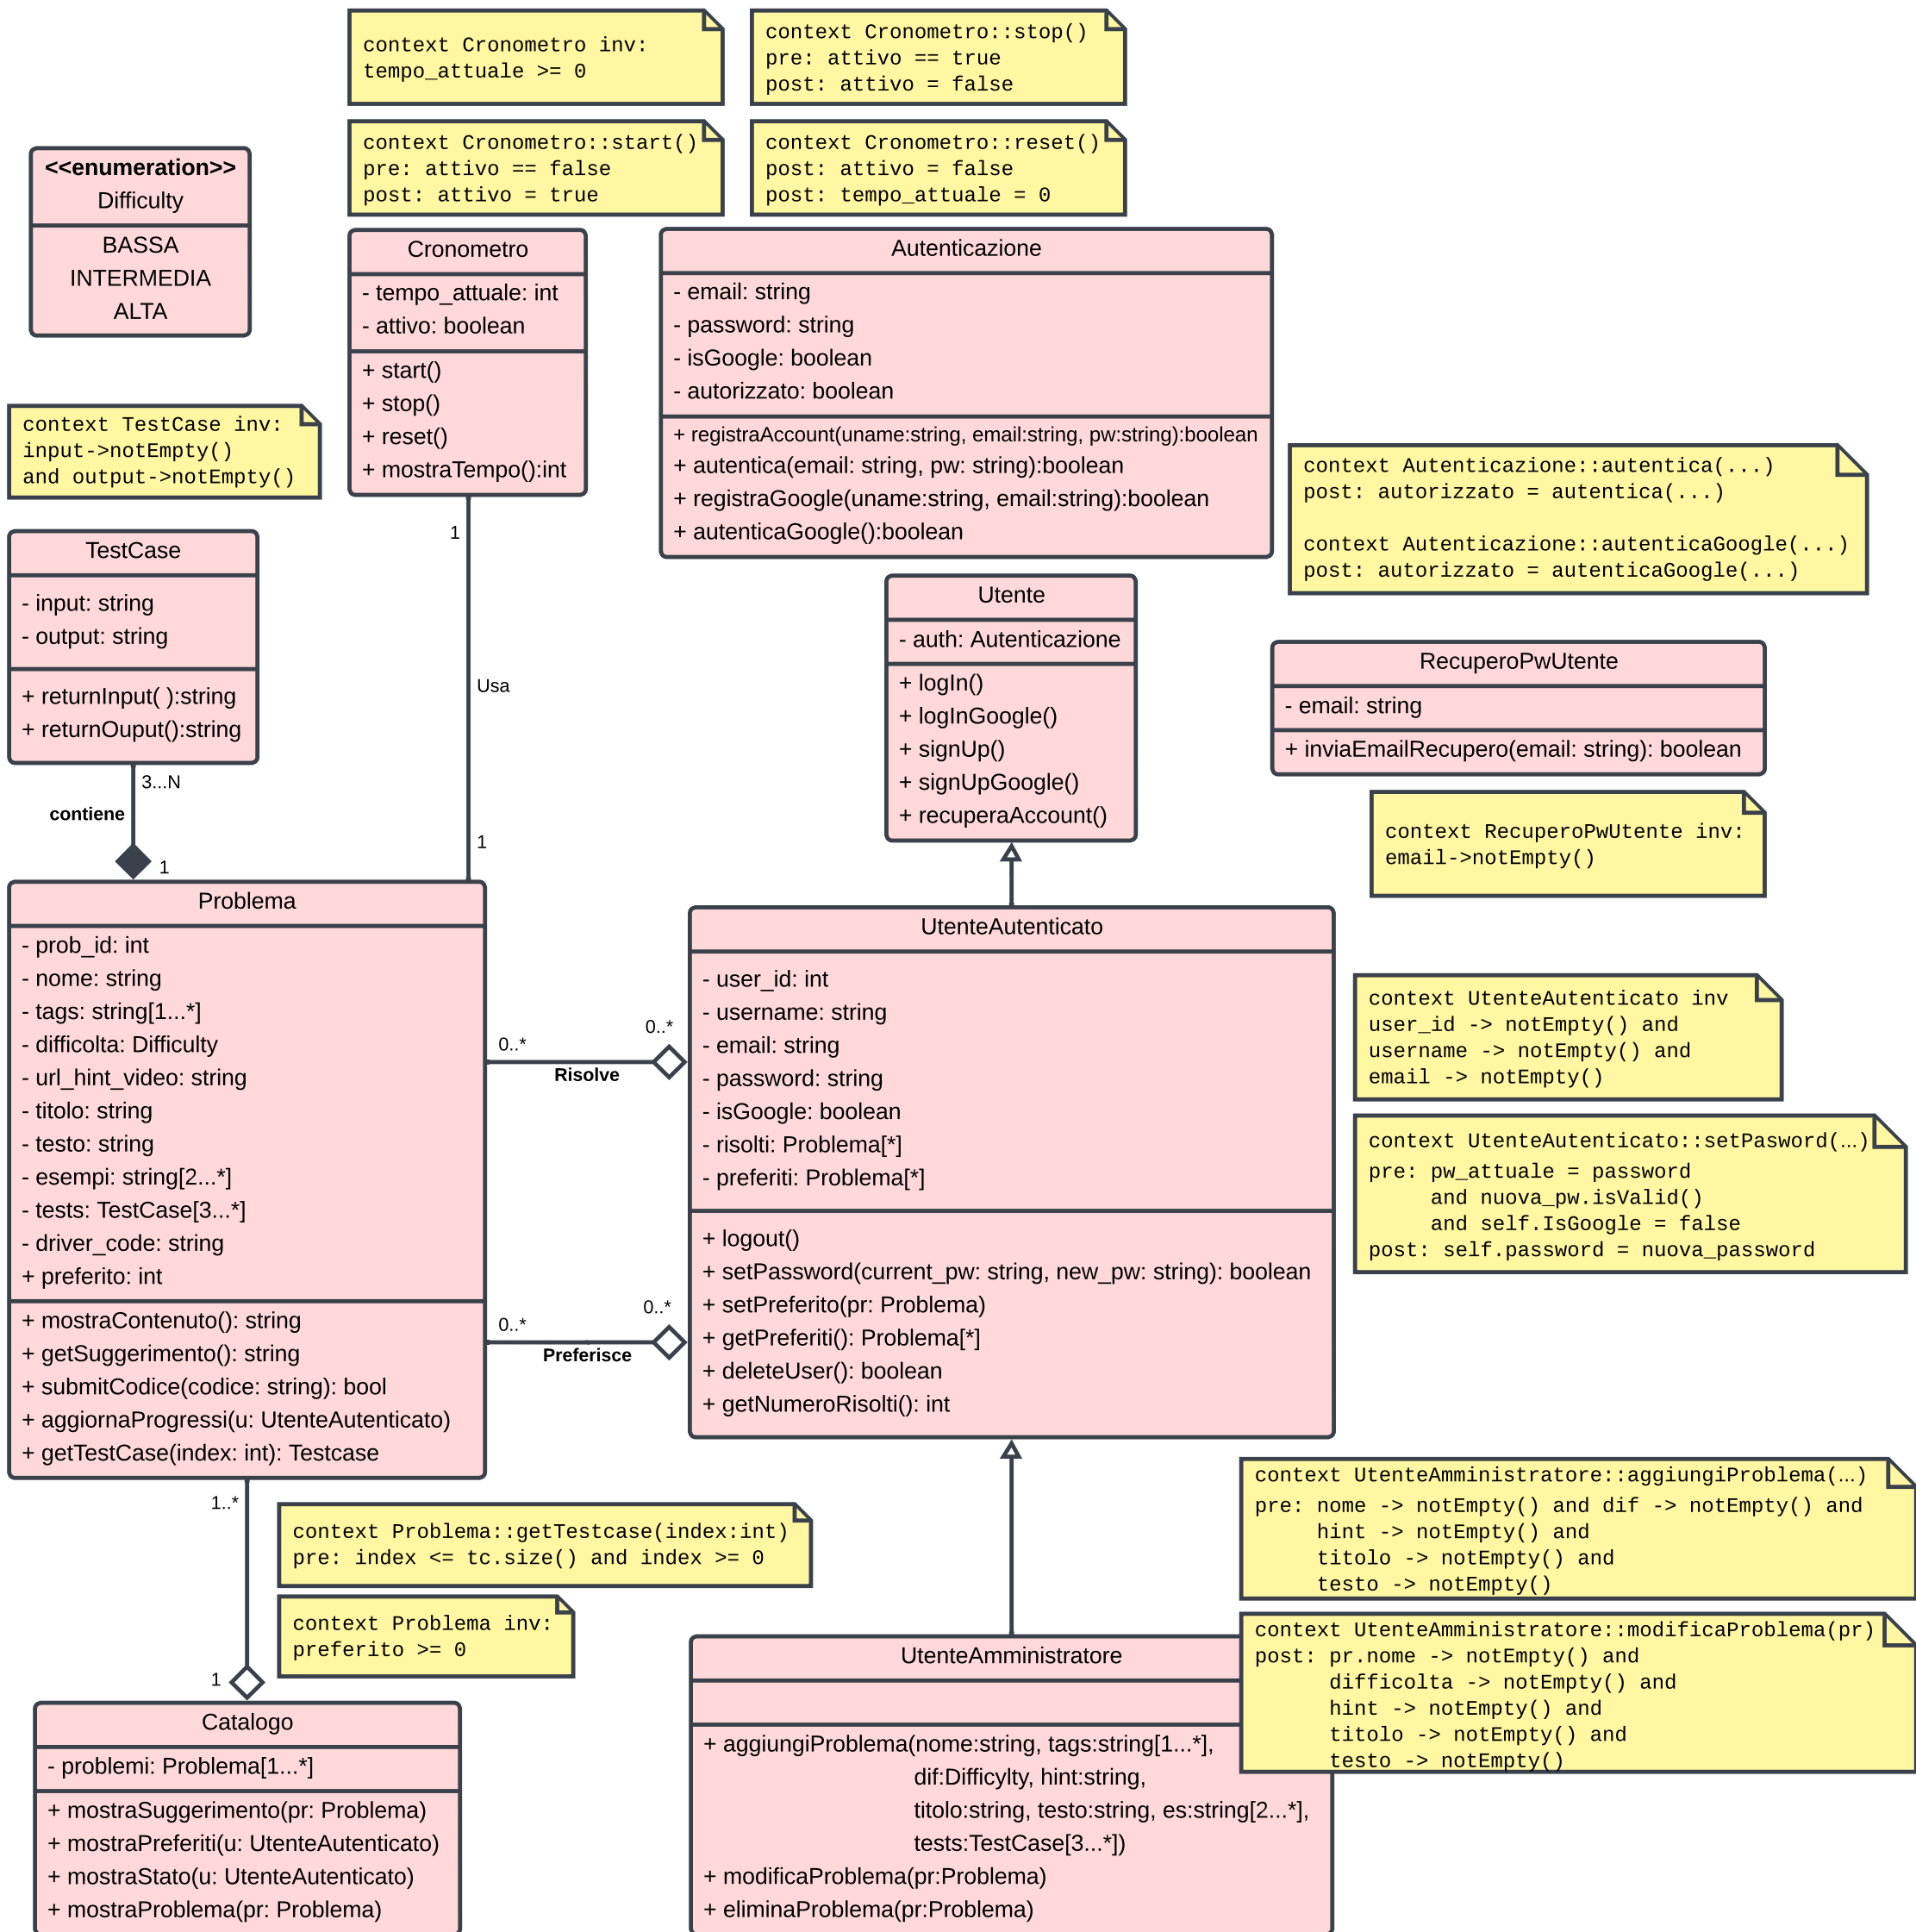 context Cronometro inv:
tempo_attuale >= 0
context Cronometro::stop()
pre: attivo == true
post: attivo = false
context Cronometro::start()
pre: attivo == false
post: attivo = true
context Cronometro::reset()
post: attivo = false
post: tempo_attuale = 0
<<enumeration>>
Difficulty
BASSA
INTERMEDIA
ALTA
Cronometro
- tempo_attuale: int
- attivo: boolean
+ start()
+ stop()
+ reset()
+ mostraTempo():int
Autenticazione
- email: string
- password: string
- isGoogle: boolean
- autorizzato: boolean
+ registraAccount(uname:string, email:string, pw:string):boolean
+ autentica(email: string, pw: string):boolean
+ registraGoogle(uname:string, email:string):boolean
+ autenticaGoogle():boolean
context TestCase inv:
input->notEmpty()
and output->notEmpty()
context Autenticazione::autentica(...)
post: autorizzato = autentica(...)
context Autenticazione::autenticaGoogle(...)
post: autorizzato = autenticaGoogle(...)
TestCase
- input: string
- output: string
+ returnInput( ):string
+ returnOuput():string
1
Usa
1
3...N
contiene
1
Utente
- auth: Autenticazione
+ logIn()
+ logInGoogle()
+ signUp()
+ signUpGoogle()
+ recuperaAccount()
RecuperoPwUtente
- email: string
+ inviaEmailRecupero(email: string): boolean
context RecuperoPwUtente inv:
email->notEmpty()
Problema
- prob_id: int
- nome: string
- tags: string[1...*]
- difficolta: Difficulty
- url_hint_video: string
- titolo: string
- testo: string
- esempi: string[2...*]
- tests: TestCase[3...*]
- driver_code: string
+ preferito: int
+ mostraContenuto(): string
+ getSuggerimento(): string
+ submitCodice(codice: string): bool
+ aggiornaProgressi(u: UtenteAutenticato)
+ getTestCase(index: int): Testcase
0..*
0..*
Risolve
0..*
0..*
Preferisce
UtenteAutenticato
- user_id: int
- username: string
- email: string
- password: string
- isGoogle: boolean
- risolti: Problema[*]
- preferiti: Problema[*]
+ logout()
+ setPassword(current_pw: string, new_pw: string): boolean
+ setPreferito(pr: Problema)
+ getPreferiti(): Problema[*]
+ deleteUser(): boolean
+ getNumeroRisolti(): int
context UtenteAutenticato inv
user_id -> notEmpty() and
username -> notEmpty() and
email -> notEmpty()
context UtenteAutenticato::setPasword(...)
pre: pw_attuale = password
and nuova_pw.isValid()
and self.IsGoogle = false
post: self.password = nuova_password
1..*
1
context Problema::getTestcase(index:int)
pre: index <= tc.size() and index >= 0
context Problema inv:
preferito >= 0
context UtenteAmministratore::aggiungiProblema(...)
pre: nome -> notEmpty() and dif -> notEmpty() and
hint -> notEmpty() and
titolo -> notEmpty() and
testo -> notEmpty()
context UtenteAmministratore::modificaProblema(pr)
post: pr.nome -> notEmpty() and
difficolta -> notEmpty() and
hint -> notEmpty() and
titolo -> notEmpty() and
testo -> notEmpty()
Catalogo
- problemi: Problema[1...*]
+ mostraSuggerimento(pr: Problema)
+ mostraPreferiti(u: UtenteAutenticato)
+ mostraStato(u: UtenteAutenticato)
+ mostraProblema(pr: Problema)
UtenteAmministratore
+ aggiungiProblema(nome:string, tags:string[1...*],
dif:Difficylty, hint:string,
titolo:string, testo:string, es:string[2...*],
tests:TestCase[3...*])
+ modificaProblema(pr:Problema)
+ eliminaProblema(pr:Problema)